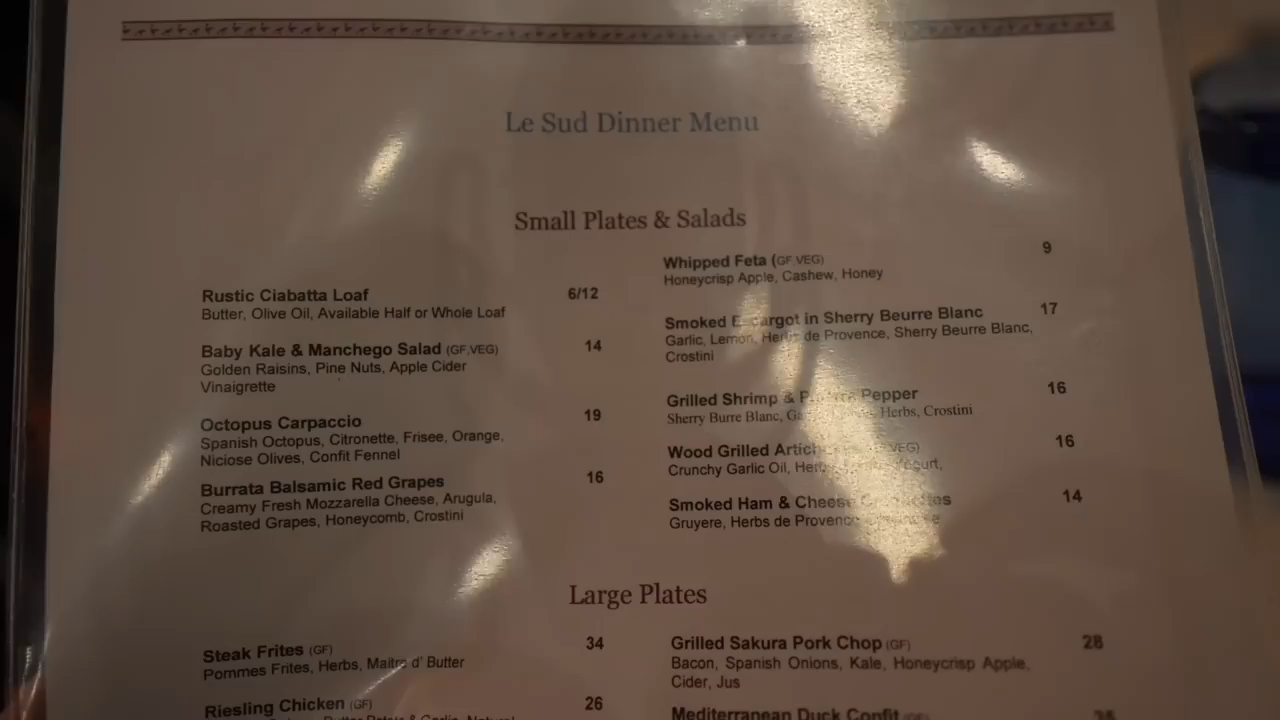 Le Sud Dinner Menu
Small Plates & Salads
Rustic Ciabatta Loaf 6/12
Butter, Olive Oil, Available Half or Whole Loaf
Baby Kale & Manchego Salad (GF,VEG) 14
Golden Raisins, Pine Nuts, Apple Cider
Vinaigrette
Octopus Carpaccio 19
Spanish Octopus, Citronette, Frisee, Orange,
Niciose Olives, Confit Fennel
Burrata Balsamic Red Grapes 16
Creamy Fresh Mozzarella Cheese, Arugula,
Roasted Grapes, Honeycomb, Crostini
Whipped Feta (GF,VEG) 9
Honeycrisp Apple, Cashew, Honey
Smoked Escargot in Sherry Beurre Blanc 17
Garlic, Lemon, Herbs de Provence, Sherry Beurre Blanc,
Crostini
Grilled Shrimp & Pepper 16
Sherry Burre Blanc, Herbs, Crostini
Wood Grilled 16
Crunchy Garlic Oil,
Smoked Ham & Cheese 14
Gruyere, Herbs de Provence
Large Plates
Steak Frites (GF) 34
Pommes Frites, Herbs, Maitre d' Butter
Riesling Chicken (GF) 26
Grilled Sakura Pork Chop (GF) 28
Bacon, Spanish Onions, Kale, Honeycrisp Apple,
Cider, Jus
Mediterranean Duck Confit